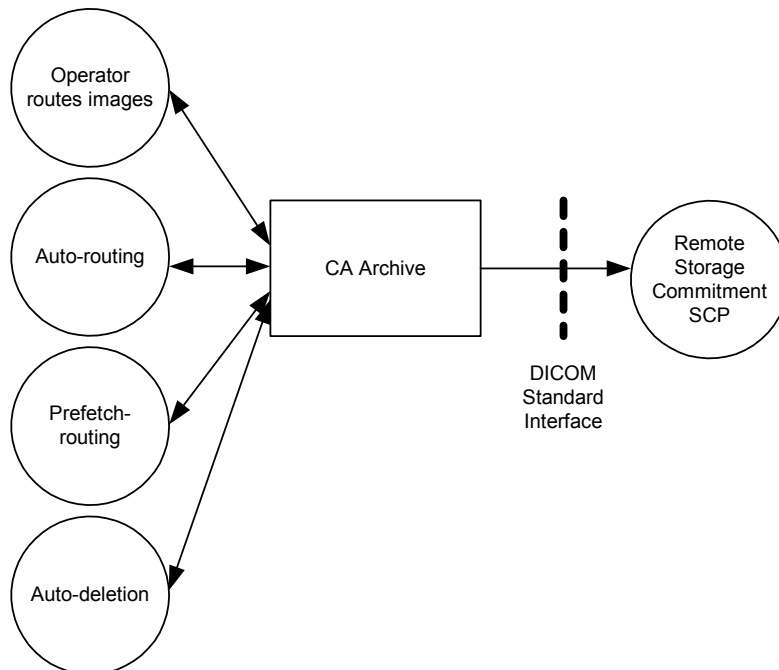 Operator
routes images
Auto-routing
Prefetch-
routing
Auto-deletion
CA Archive
DICOM
Standard
Interface
Remote
Storage
Commitment
SCP